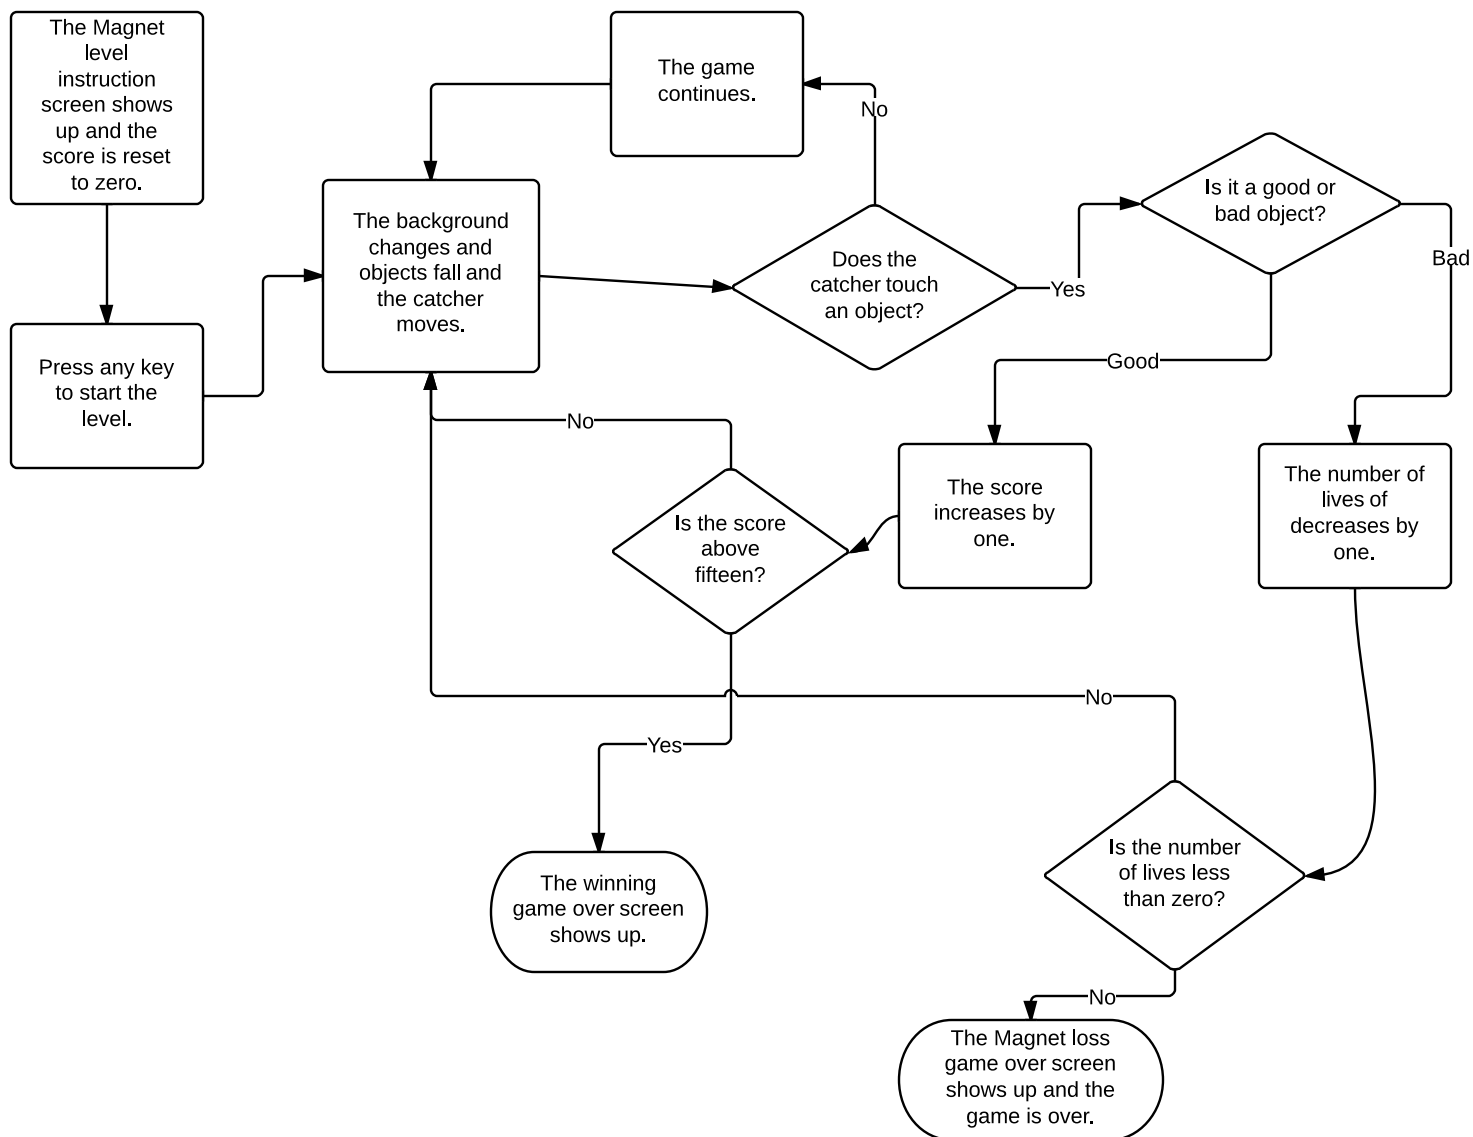 The Magnet
level
instruction
screen shows
up and the
score is reset
to zero.
Press any key
to start the
level.
The background
changes and
objects fall and
the catcher
moves.
The game
continues.
No
Does the
catcher touch
an object?
Yes
Is it a good or
bad object?
Bad
Good
The score
increases by
one.
The number of
lives of
decreases by
one.
No
Is the score
above
fifteen?
Yes
The winning
game over screen
shows up.
No
Is the number
of lives less
than zero?
No
The Magnet loss
game over screen
shows up and the
game is over.